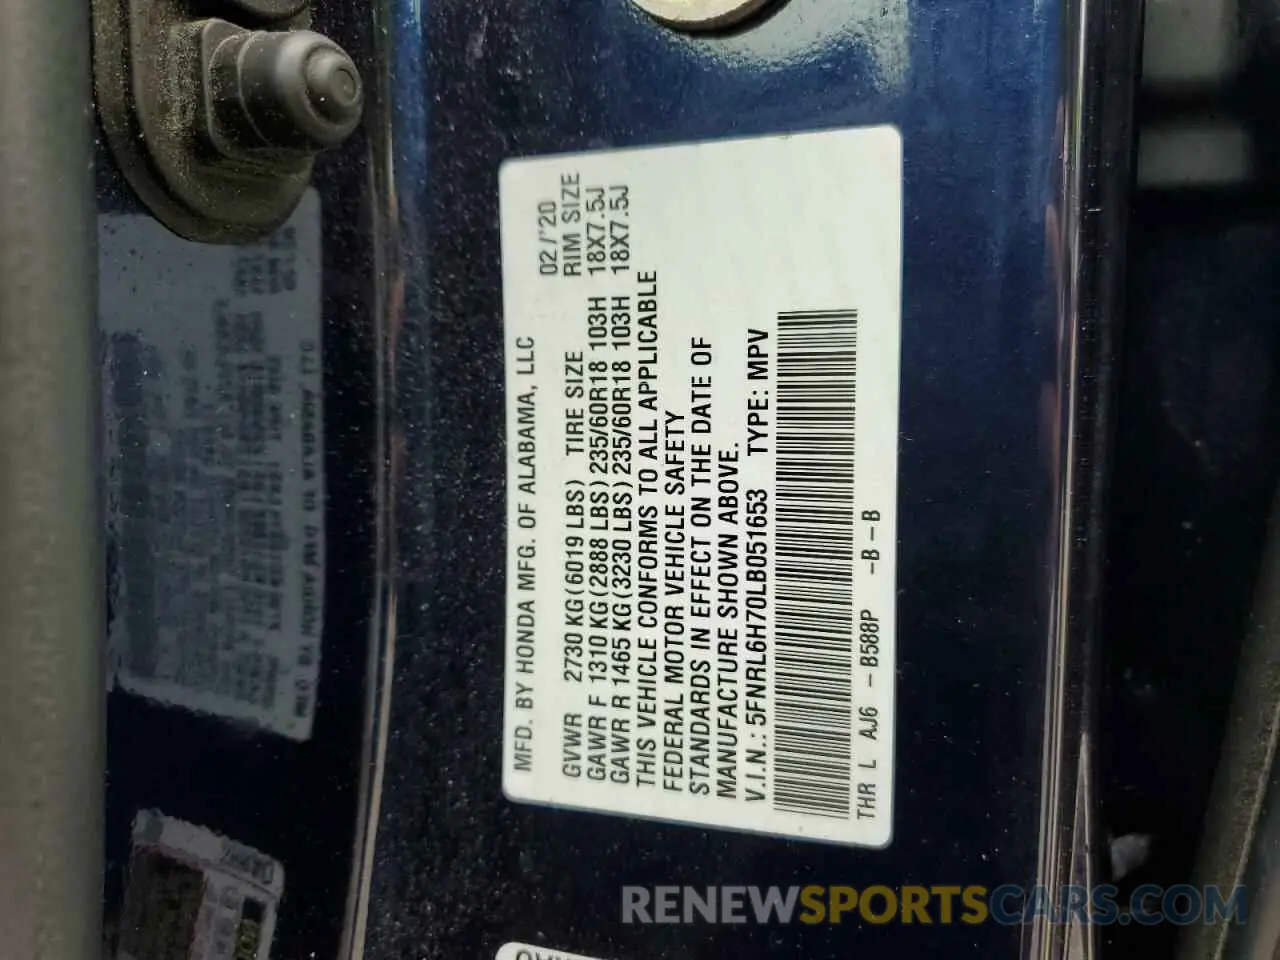 MFD. BY HONDA MFG. OF ALABAMA, LLC 02/'20
GVWR 2730 KG(6019 LBS) TIRE SIZE RIM SIZE
GAWR F 1310 KG(2888 LBS)235/60R18 103H 18X7.5J
GAWR R 1465 KG(3230 LBS)235/60R18 103H 18X7.5J
THIS VEHICLE CONFORMS TO ALL APPLICABLE
FEDERAL MOTOR VEHICLE SAFETY
STANDARDS IN EFFECT ON THE DATE OF
MANUFACTURE SHOWN ABOVE.
V.I.N.: 5FNRL6H70LB051653 TYPE: MPV
THR L AJ6 -B588P -B-B
RENEWSPORTSCARS.COM